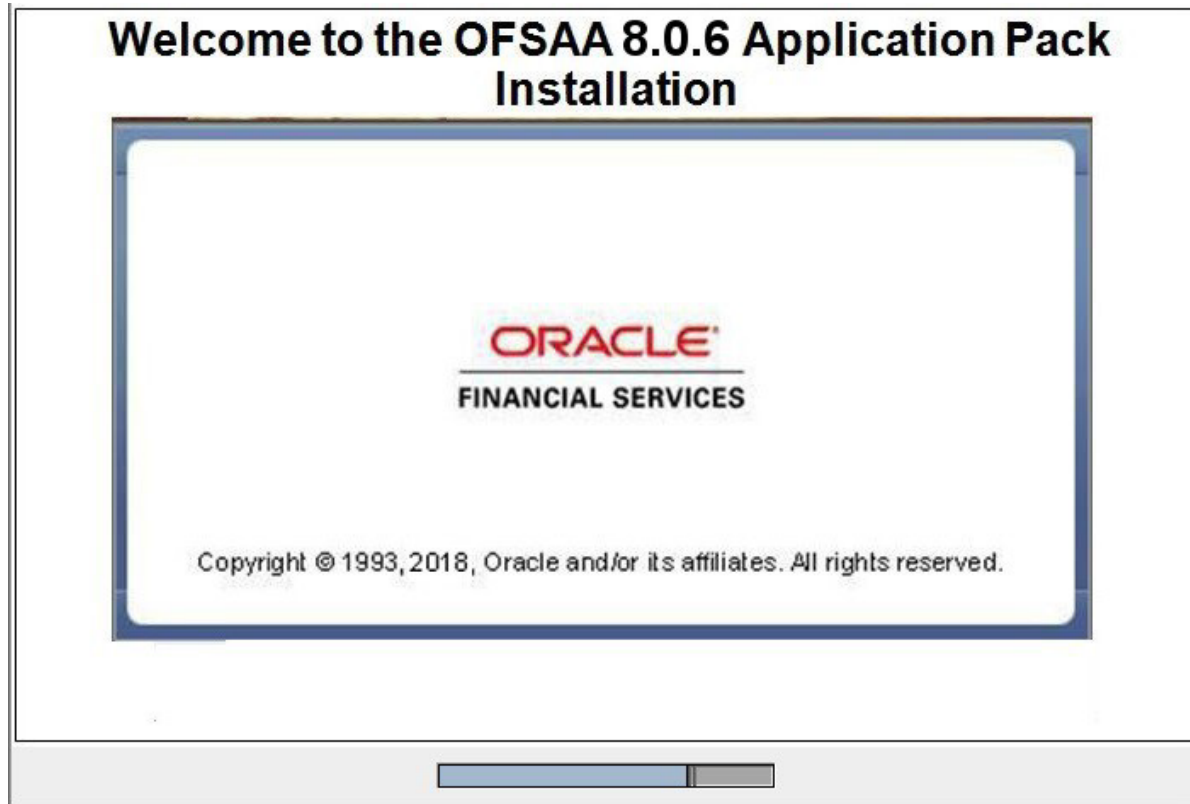 Welcome to the OFSAA 8.0.6 Application Pack
Installation
ORACLE
FINANCIAL SERVICES
Copyright © 1993, 2018, Oracle and/or its affiliates. All rights reserved.